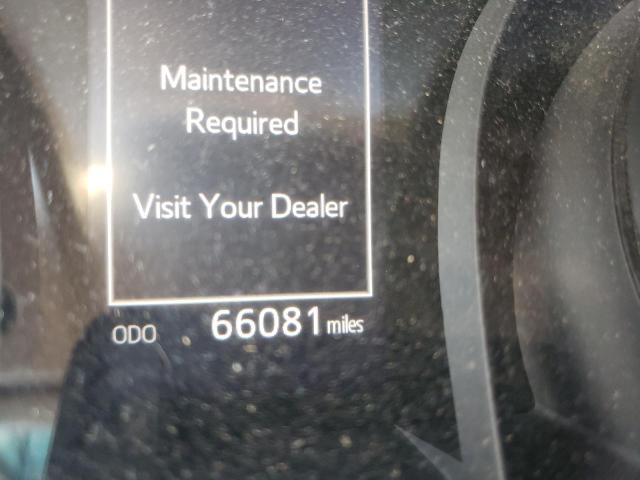 Maintenance
Required
Visit Your Dealer
ODO 66081 miles